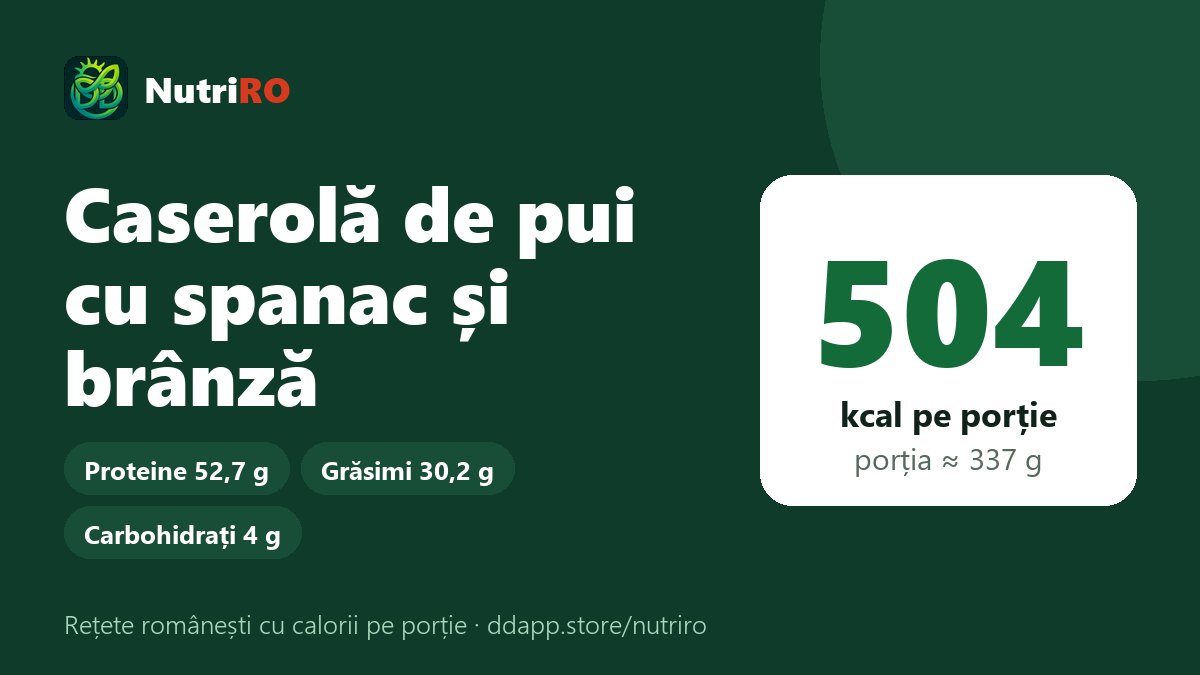 NutriRO
Caserolă de pui
cu spanac și
brânză
504
kcal pe porție
porția ≈ 337 g
Proteine 52,7 g
Grăsimi 30,2 g
Carbohidrați 4 g
Rețete românești cu calorii pe porție · ddapp.store/nutriro